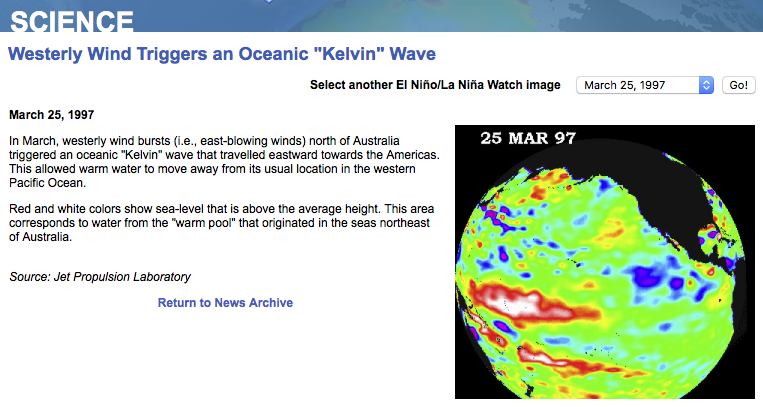 SCIENCE
Westerly Wind Triggers an Oceanic "Kelvin" Wave
Select another El Niño/La Niña Watch image
March 25, 1997
Go!
March 25, 1997
In March, westerly wind bursts (i.e., east-blowing winds) north of Australia
triggered an oceanic "Kelvin" wave that travelled eastward towards the Americas.
This allowed warm water to move away from its usual location in the western
Pacific Ocean.
Red and white colors show sea-level that is above the average height. This area
corresponds to water from the "warm pool" that originated in the seas northeast
of Australia.
Source: Jet Propulsion Laboratory
Return to News Archive
25 MAR 97